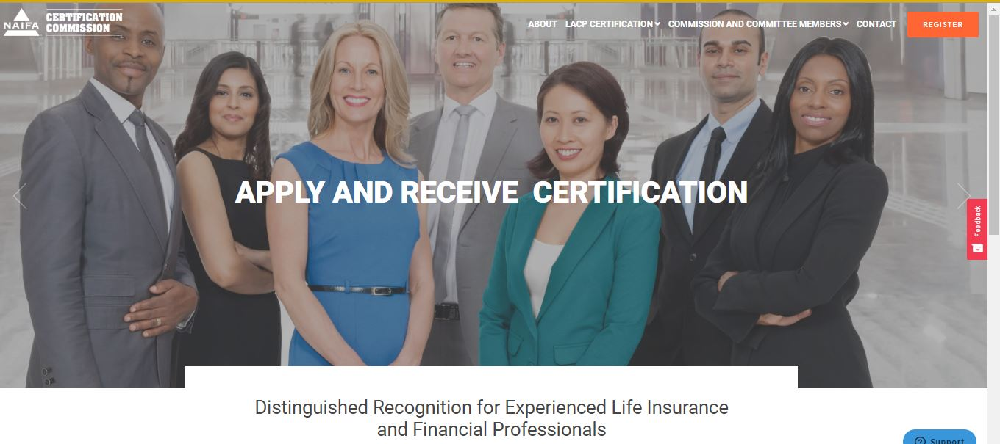 NAIFA
CERTIFICATION
COMMISSION
ABOUT LACP CERTIFICATION COMMISSION AND COMMITTEE MEMBERS CONTACT REGISTER
APPLY AND RECEIVE CERTIFICATION
Feedback
Distinguished Recognition for Experienced Life Insurance
and Financial Professionals
Support